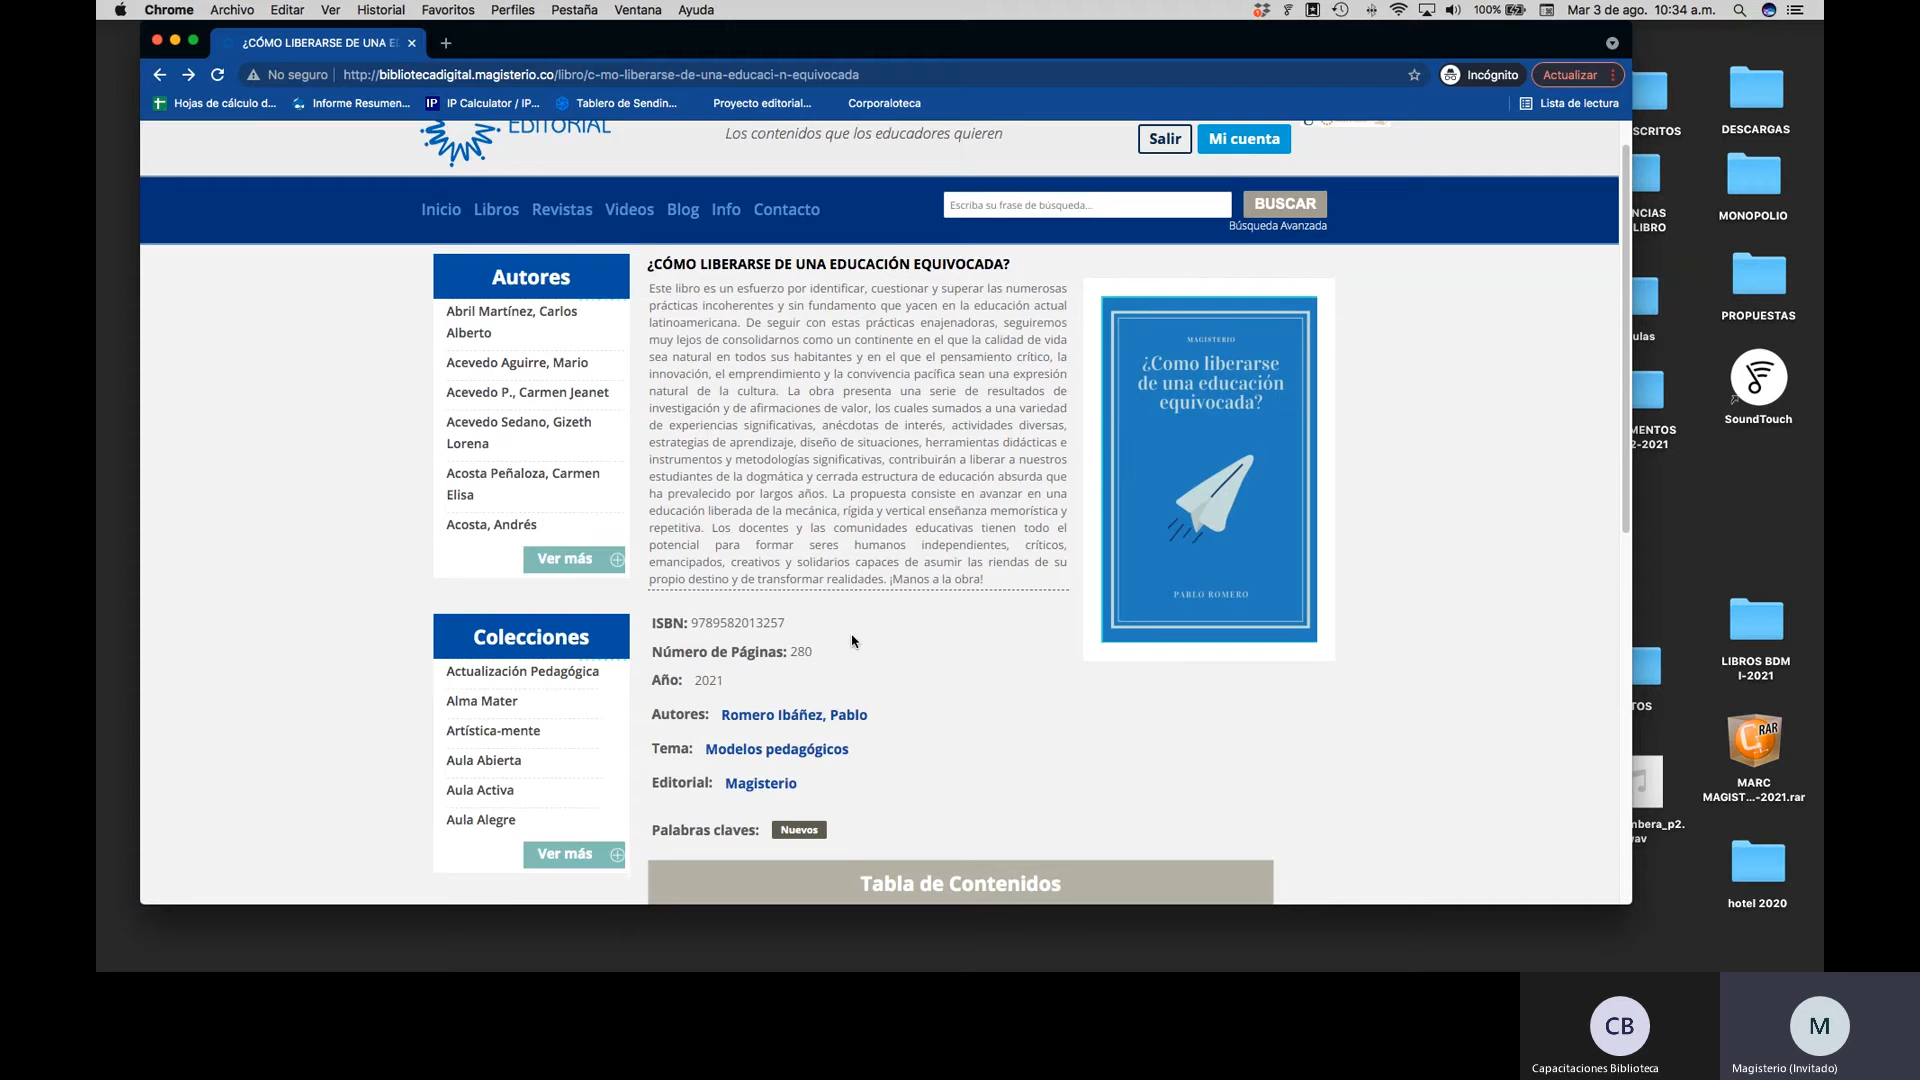 Chrome Archivo Editar Ver Historial Favoritos Perfiles Pestaña Ventana Ayuda
100% Mar 3 de ago. 10:34 a.m.
¿CÓMO LIBERARSE DE UNA E
No seguro http://bibliotecadigital.magisterio.co/libro/c-mo-liberarse-de-una-educaci-n-equivocada
Incógnito
Actualizar
Hojas de cálculo d... Informe Resumen... IP IP Calculator / IP... Tablero de Sendin... Proyecto editorial... Corporaloteca
Lista de lectura
EDITORIAL
Los contenidos que los educadores quieren
Salir Mi cuenta
Inicio Libros Revistas Videos Blog Info Contacto
Escriba su frase de búsqueda...
BUSCAR
Búsqueda Avanzada
Autores
Abril Martínez, Carlos
Alberto
Acevedo Aguirre, Mario
Acevedo P., Carmen Jeanet
Acevedo Sedano, Gizeth
Lorena
Acosta Peñaloza, Carmen
Elisa
Acosta, Andrés
Ver más
Colecciones
Actualización Pedagógica
Alma Mater
Artística-mente
Aula Abierta
Aula Activa
Aula Alegre
Ver más
¿CÓMO LIBERARSE DE UNA EDUCACIÓN EQUIVOCADA?
Este libro es un esfuerzo por identificar, cuestionar y superar las numerosas
prácticas incoherentes y sin fundamento que yacen en la educación actual
latinoamericana. De seguir con estas prácticas enajenadoras, seguiremos
muy lejos de consolidarnos como un continente en el que la calidad de vida
sea natural en todos sus habitantes y en el que el pensamiento crítico, la
innovación, el emprendimiento y la convivencia pacífica sean una expresión
natural de la cultura. La obra presenta una serie de resultados de
investigación y de afirmaciones de valor, los cuales sumados a una variedad
de experiencias significativas, anécdotas de interés, actividades diversas,
estrategias de aprendizaje, diseño de situaciones, herramientas didácticas e
instrumentos y metodologías significativas, contribuirán a liberar a nuestros
estudiantes de la dogmática y cerrada estructura de educación absurda que
ha prevalecido por largos años. La propuesta consiste en avanzar en una
educación liberada de la mecánica, rígida y vertical enseñanza memorística y
repetitiva. Los docentes y las comunidades educativas tienen todo el
potencial para formar seres humanos independientes, críticos,
emancipados, creativos y solidarios capaces de asumir las riendas de su
propio destino y de transformar realidades. ¡Manos a la obra!
ISBN: 9789582013257
Número de Páginas: 280
Año: 2021
Autores: Romero Ibáñez, Pablo
Tema: Modelos pedagógicos
Editorial: Magisterio
Palabras claves: Nuevos
Tabla de Contenidos
MAGISTERIO
¿Como liberarse
de una educación
equivocada?
PABLO ROMERO
SCRITOS
NCIAS
LIBRO
ulas
MENTOS
2-2021
TOS
mbera_p2.
wav
DESCARGAS
MONOPOLIO
PROPUESTAS
SoundTouch
LIBROS BDM
I-2021
RAR
MARC
MAGIST...-2021.rar
hotel 2020
CB
Capacitaciones Biblioteca
M
Magisterio (Invitado)